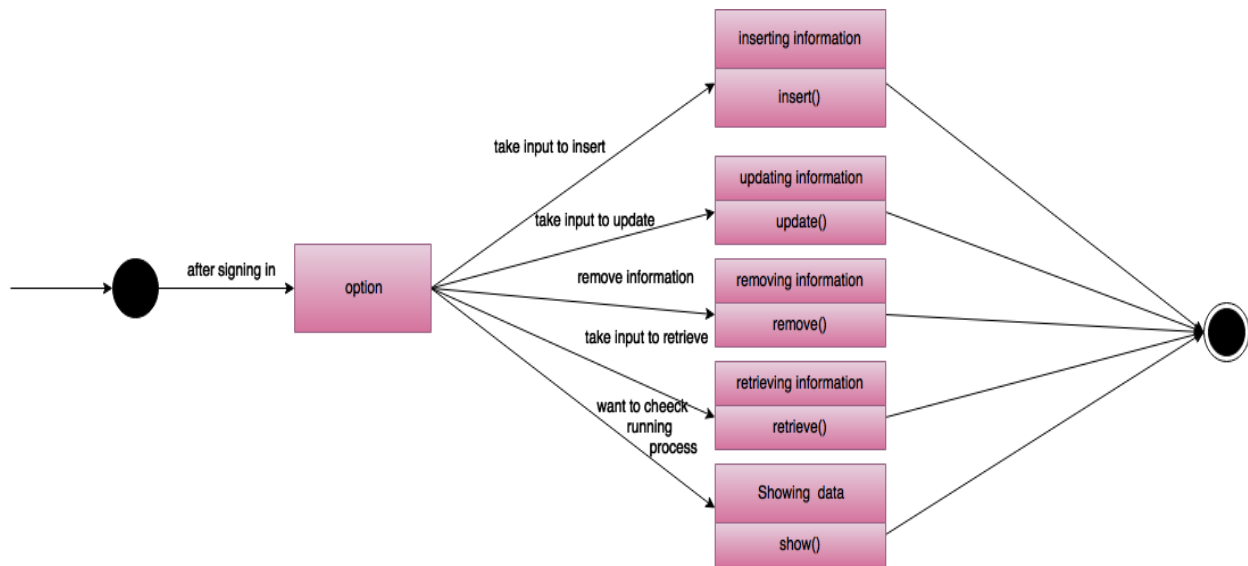 inserting information
insert()
take input to insert
updating information
take input to update
update()
after signing in
option
remove information
removing information
remove()
take input to retrieve
retrieving information
retrieve()
want to cheeck
running
process
Showing data
show()